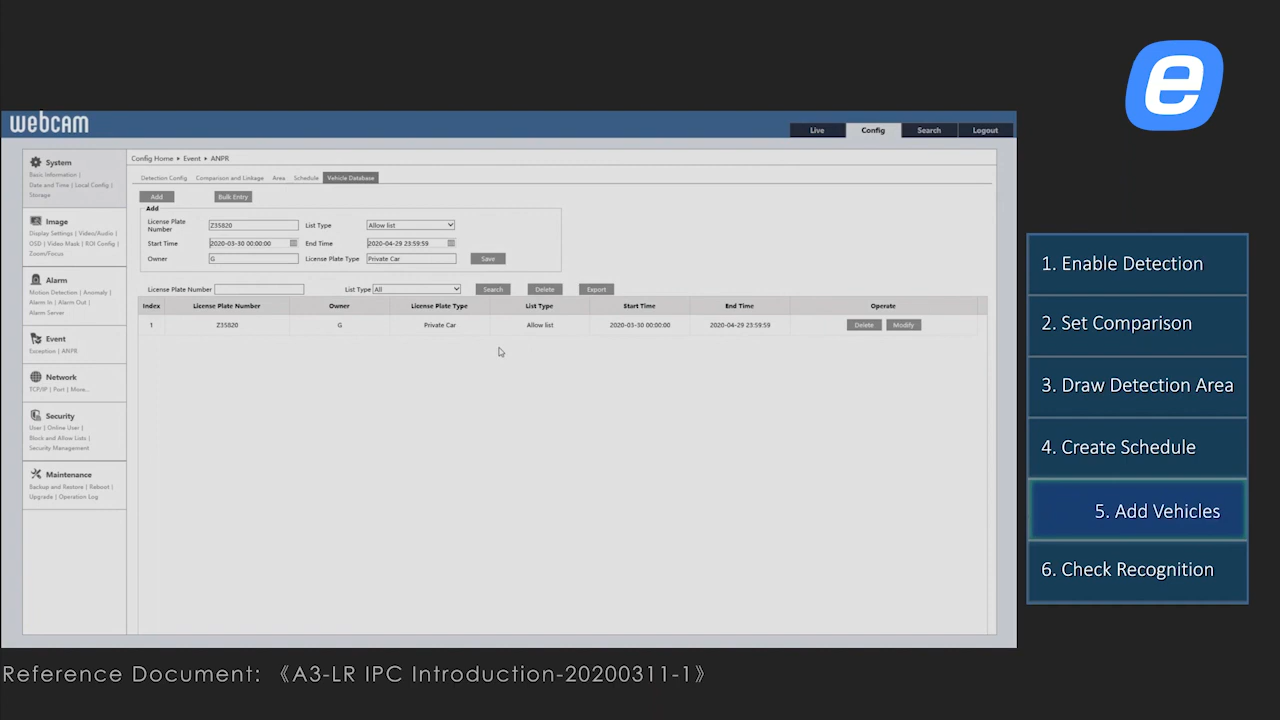 e
webcam
Live Config Search Logout
System
Basic Information |
Date and Time | Local Config |
Storage
Image
Display Settings | Video/Audio |
OSD | Video Mask | ROI Config |
Zoom/Focus
Alarm
Motion Detection | Anomaly |
Alarm In | Alarm Out |
Alarm Server
Event
Exception | ANPR
Network
TCP/IP | Port | More...
Security
User | Online User |
Block and Allow Lists |
Security Management
Maintenance
Backup and Restore | Reboot |
Upgrade | Operation Log
Config Home ▸ Event ▸ ANPR
Detection Config Comparison and Linkage Area Schedule Vehicle Database
Add Bulk Entry
Add
License Plate Number Z35820 List Type Allow list
Start Time 2020-03-30 00:00:00 End Time 2020-04-29 23:59:59
Owner G License Plate Type Private Car Save
License Plate Number List Type All Search Delete Export
Index License Plate Number Owner License Plate Type List Type Start Time End Time Operate
1 Z35820 G Private Car Allow list 2020-03-30 00:00:00 2020-04-29 23:59:59 Delete Modify
1. Enable Detection
2. Set Comparison
3. Draw Detection Area
4. Create Schedule
5. Add Vehicles
6. Check Recognition
Reference Document: 《A3-LR IPC Introduction-20200311-1》